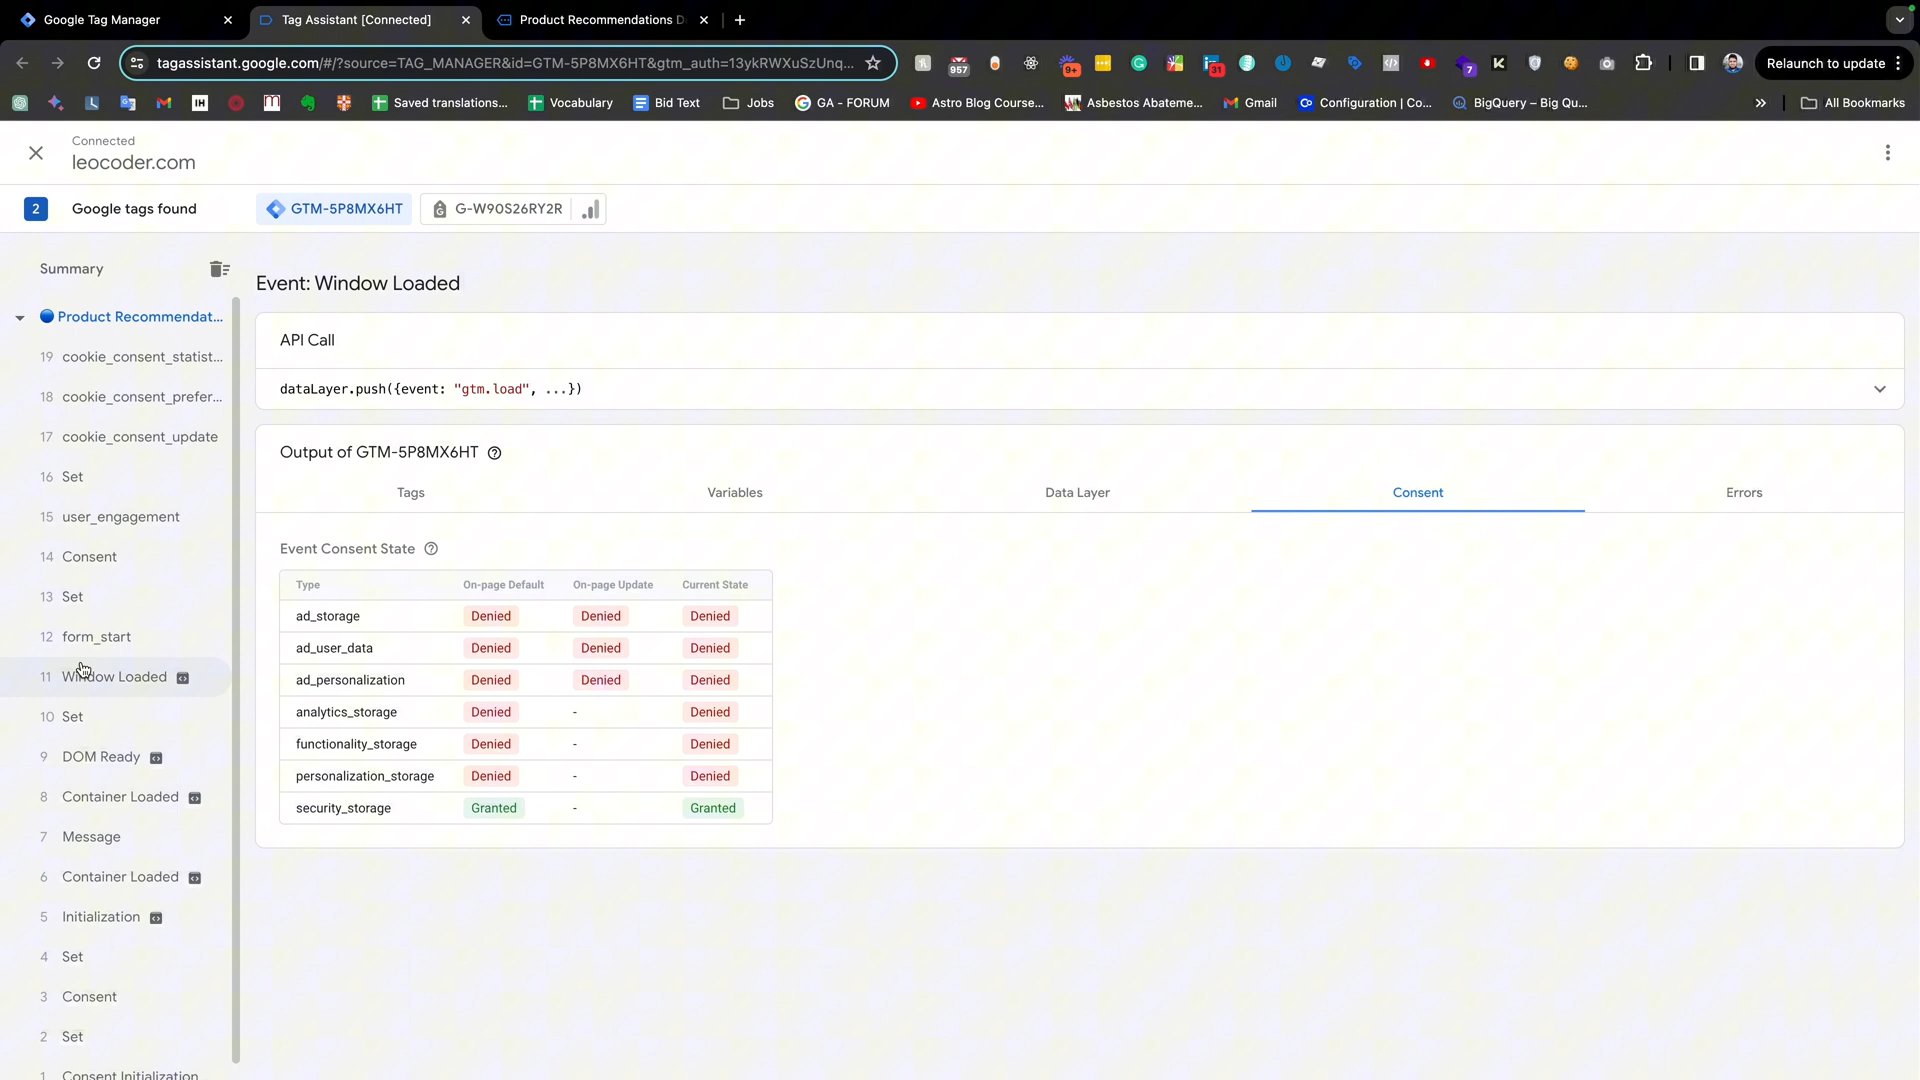 Google Tag Manager
Tag Assistant [Connected]
Product Recommendations D
tagassistant.google.com/#/?source=TAG_MANAGER&id=GTM-5P8MX6HT&gtm_auth=13ykRWXuSzUnq...
957
9+
31
7
Relaunch to update
Saved translations...
Vocabulary
Bid Text
Jobs
GA - FORUM
Astro Blog Course...
Asbestos Abateme...
Gmail
Configuration | Co...
BigQuery – Big Qu...
All Bookmarks
Connected
leocoder.com
2
Google tags found
GTM-5P8MX6HT
G-W90S26RY2R
Summary
Product Recommendat...
19 cookie_consent_statist...
18 cookie_consent_prefer...
17 cookie_consent_update
16 Set
15 user_engagement
14 Consent
13 Set
12 form_start
11 Window Loaded
10 Set
9 DOM Ready
8 Container Loaded
7 Message
6 Container Loaded
5 Initialization
4 Set
3 Consent
2 Set
1 Consent Initialization
Event: Window Loaded
API Call
dataLayer.push({event: "gtm.load", ...})
Output of GTM-5P8MX6HT
Tags
Variables
Data Layer
Consent
Errors
Event Consent State
Type On-page Default On-page Update Current State
ad_storage Denied Denied Denied
ad_user_data Denied Denied Denied
ad_personalization Denied Denied Denied
analytics_storage Denied - Denied
functionality_storage Denied - Denied
personalization_storage Denied - Denied
security_storage Granted - Granted